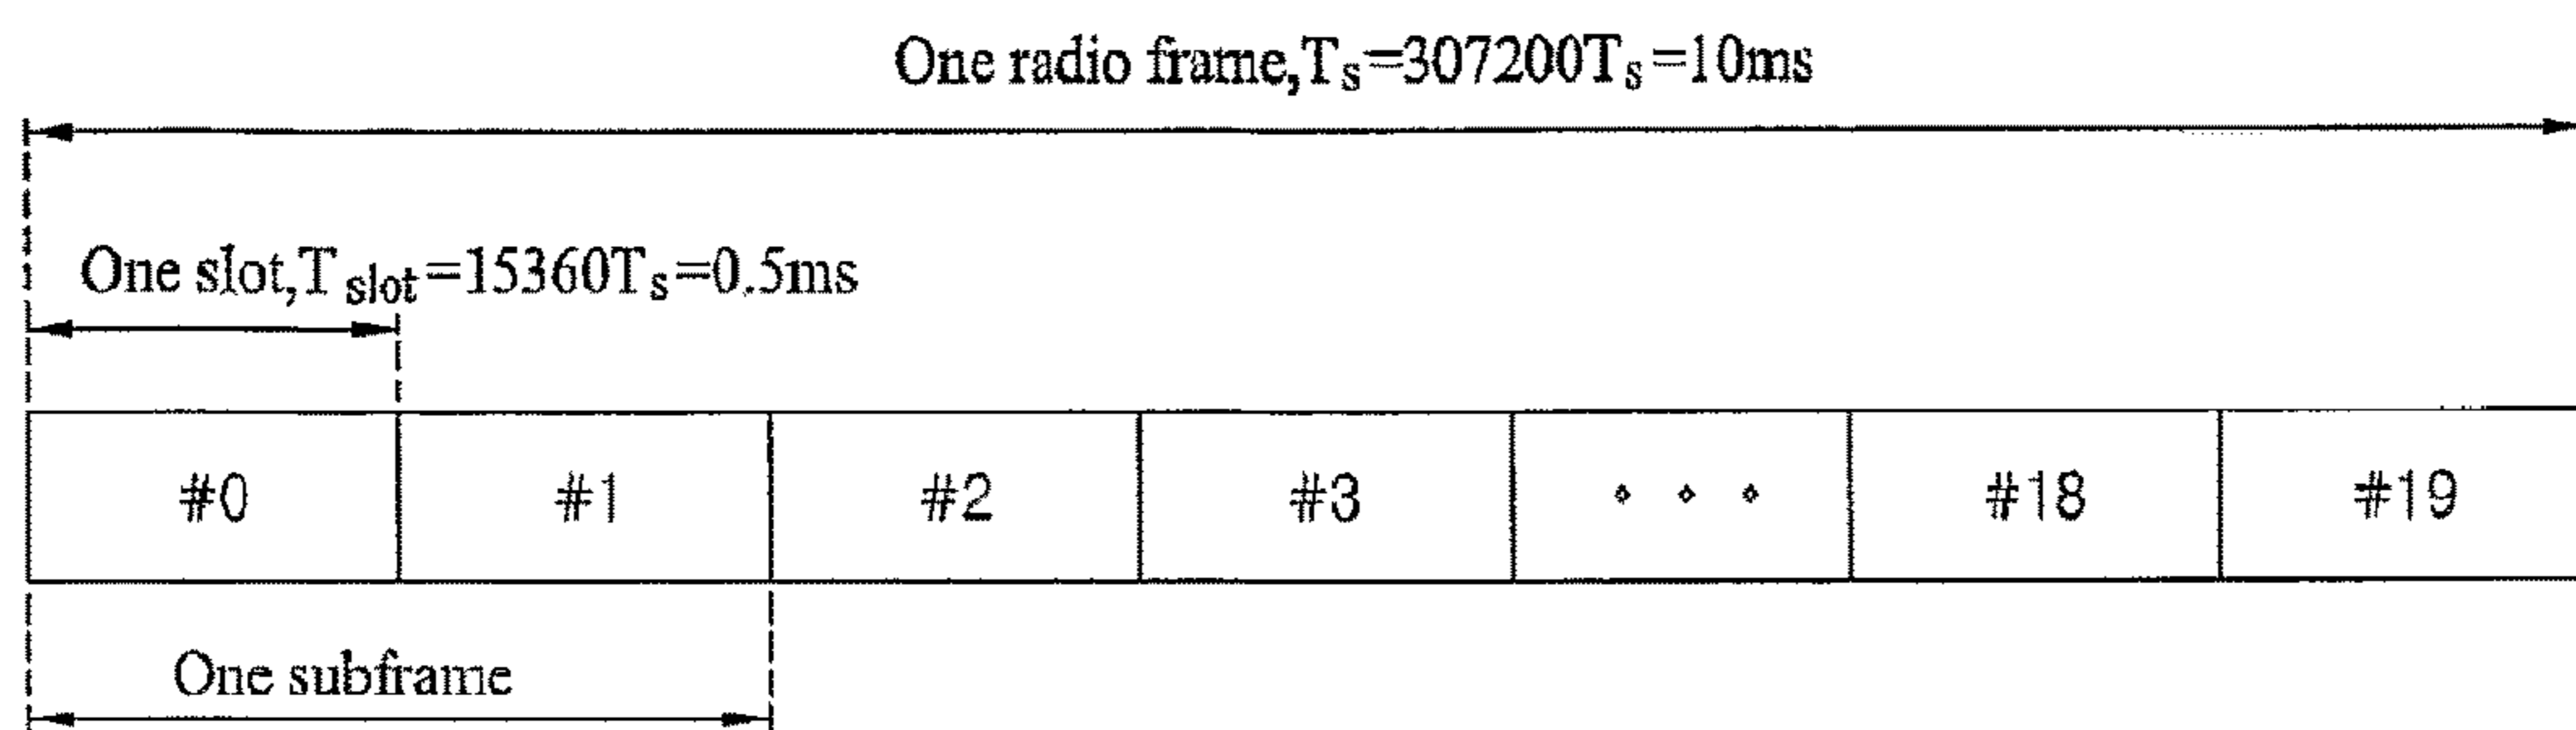 One radio frame,Ts=307200Ts=10ms
One slot,Tslot=15360Ts=0.5ms
#0 #1 #2 #3 • • • #18 #19
One subframe